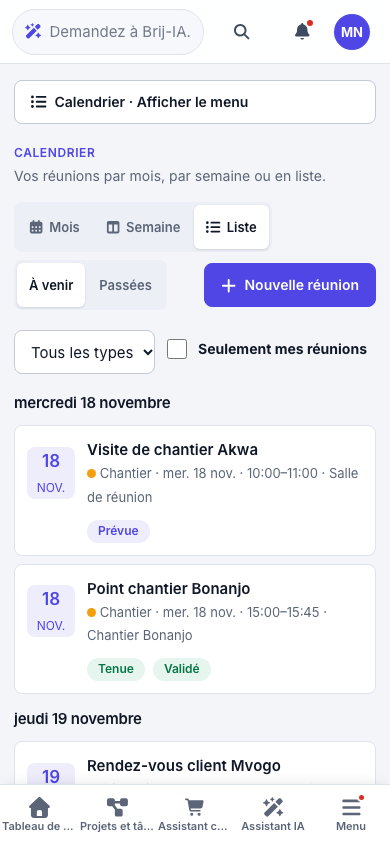 Demandez à Brij-IA.
MN
Calendrier · Afficher le menu
CALENDRIER
Vos réunions par mois, par semaine ou en liste.
Mois
Semaine
Liste
À venir
Passées
Nouvelle réunion
Tous les types
Seulement mes réunions
mercredi 18 novembre
18
NOV.
Visite de chantier Akwa
Chantier · mer. 18 nov. · 10:00–11:00 · Salle
de réunion
Prévue
18
NOV.
Point chantier Bonanjo
Chantier · mer. 18 nov. · 15:00–15:45 ·
Chantier Bonanjo
Tenue
Validé
jeudi 19 novembre
19
Rendez-vous client Mvogo
Tableau de ...
Projets et tâ...
Assistant c...
Assistant IA
Menu